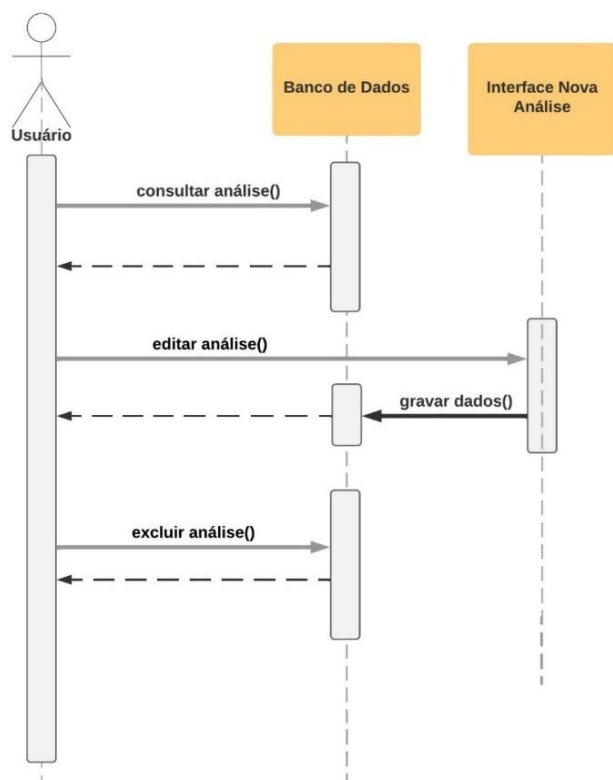 Banco de Dados
Interface Nova
Análise
Usuário
consultar análise()
editar análise()
gravar dados()
excluir análise()